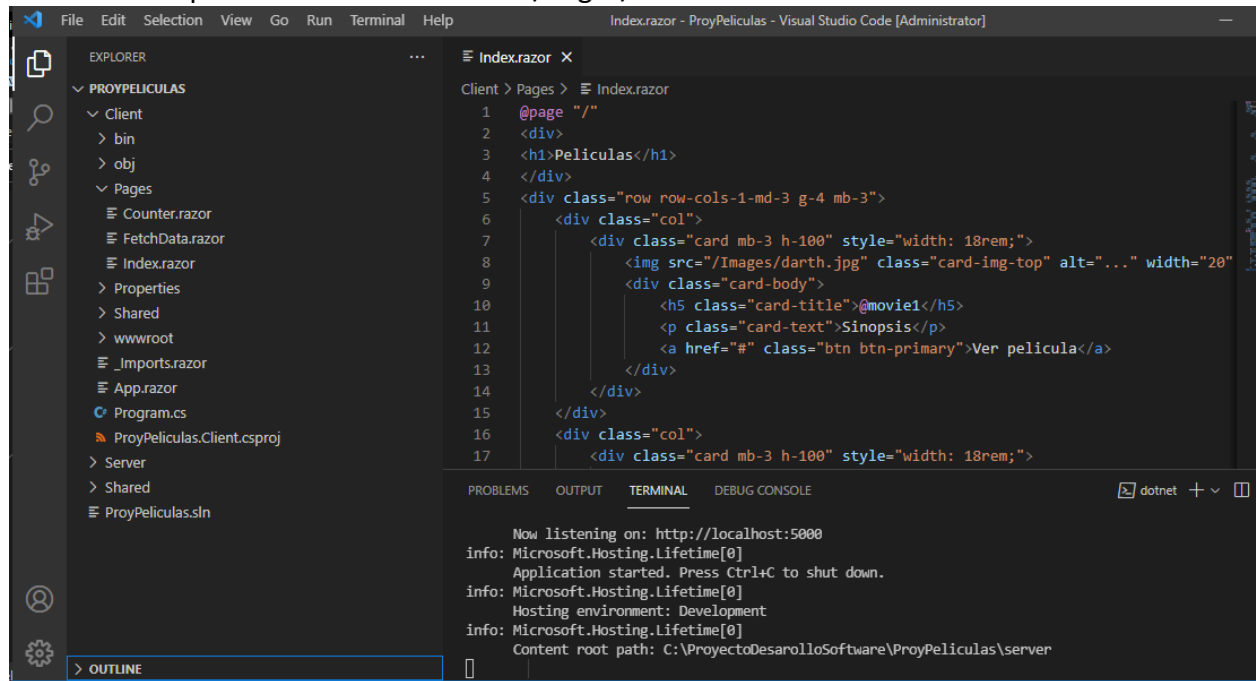 File Edit Selection View Go Run Terminal Help Index.razor - ProyPeliculas - Visual Studio Code [Administrator]
EXPLORER ...
PROYPELICULAS
Client
bin
obj
Pages
Counter.razor
FetchData.razor
Index.razor
Properties
Shared
wwwroot
_Imports.razor
App.razor
Program.cs
ProyPeliculas.Client.csproj
Server
Shared
ProyPeliculas.sln
OUTLINE
Index.razor
Client > Pages > Index.razor
1 @page "/"
2 <div>
3 <h1>Peliculas</h1>
4 </div>
5 <div class="row row-cols-1-md-3 g-4 mb-3">
6 <div class="col">
7 <div class="card mb-3 h-100" style="width: 18rem;">
8 <img src="/Images/darth.jpg" class="card-img-top" alt="..." width="20"
9 <div class="card-body">
10 <h5 class="card-title">@movie1</h5>
11 <p class="card-text">Sinopsis</p>
12 <a href="#" class="btn btn-primary">Ver pelicula</a>
13 </div>
14 </div>
15 </div>
16 <div class="col">
17 <div class="card mb-3 h-100" style="width: 18rem;">
PROBLEMS OUTPUT TERMINAL DEBUG CONSOLE dotnet
Now listening on: http://localhost:5000
info: Microsoft.Hosting.Lifetime[0]
Application started. Press Ctrl+C to shut down.
info: Microsoft.Hosting.Lifetime[0]
Hosting environment: Development
info: Microsoft.Hosting.Lifetime[0]
Content root path: C:\ProyectoDesarolloSoftware\ProyPeliculas\server